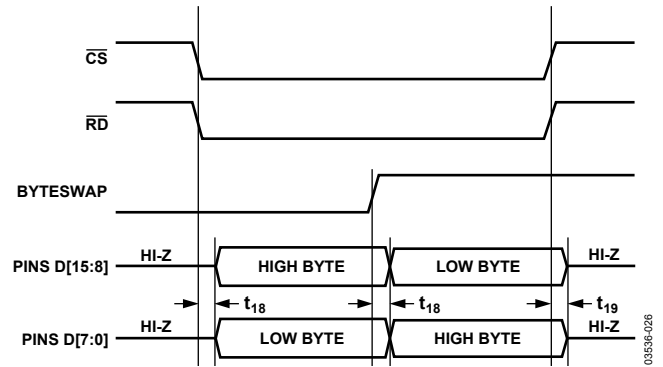 CS
RD
BYTESWAP
PINS D[15:8] HI-Z HIGH BYTE LOW BYTE HI-Z
t18 t18 t19
PINS D[7:0] HI-Z LOW BYTE HIGH BYTE HI-Z
03536-026